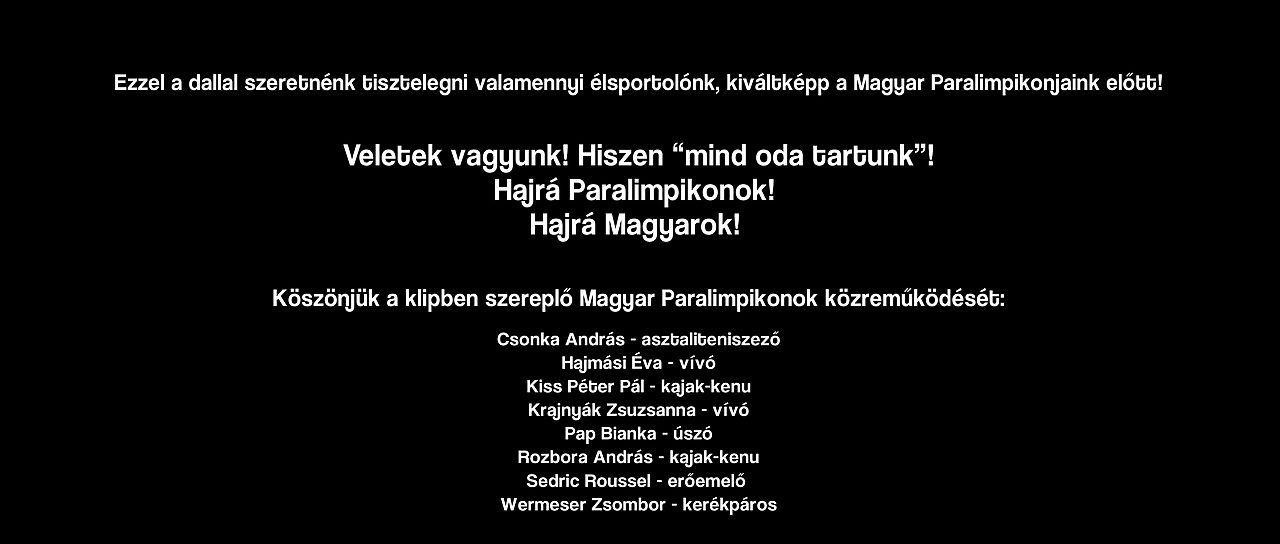 Ezzel a dallal szeretnénk tisztelegni valamennyi élsportolónk, kiváltképp a Magyar Paralimpikonjaink előtt!
Veletek vagyunk! Hiszen “mind oda tartunk”!
Hajrá Paralimpikonok!
Hajrá Magyarok!
Köszönjük a klipben szereplő Magyar Paralimpikonok közreműködését:
Csonka András - asztaliteniszező
Hajmási Éva - vívó
Kiss Péter Pál - kajak-kenu
Krajnyák Zsuzsanna - vívó
Pap Bianka - úszó
Rozbora András - kajak-kenu
Sedric Roussel - erőemelő
Wermeser Zsombor - kerékpáros